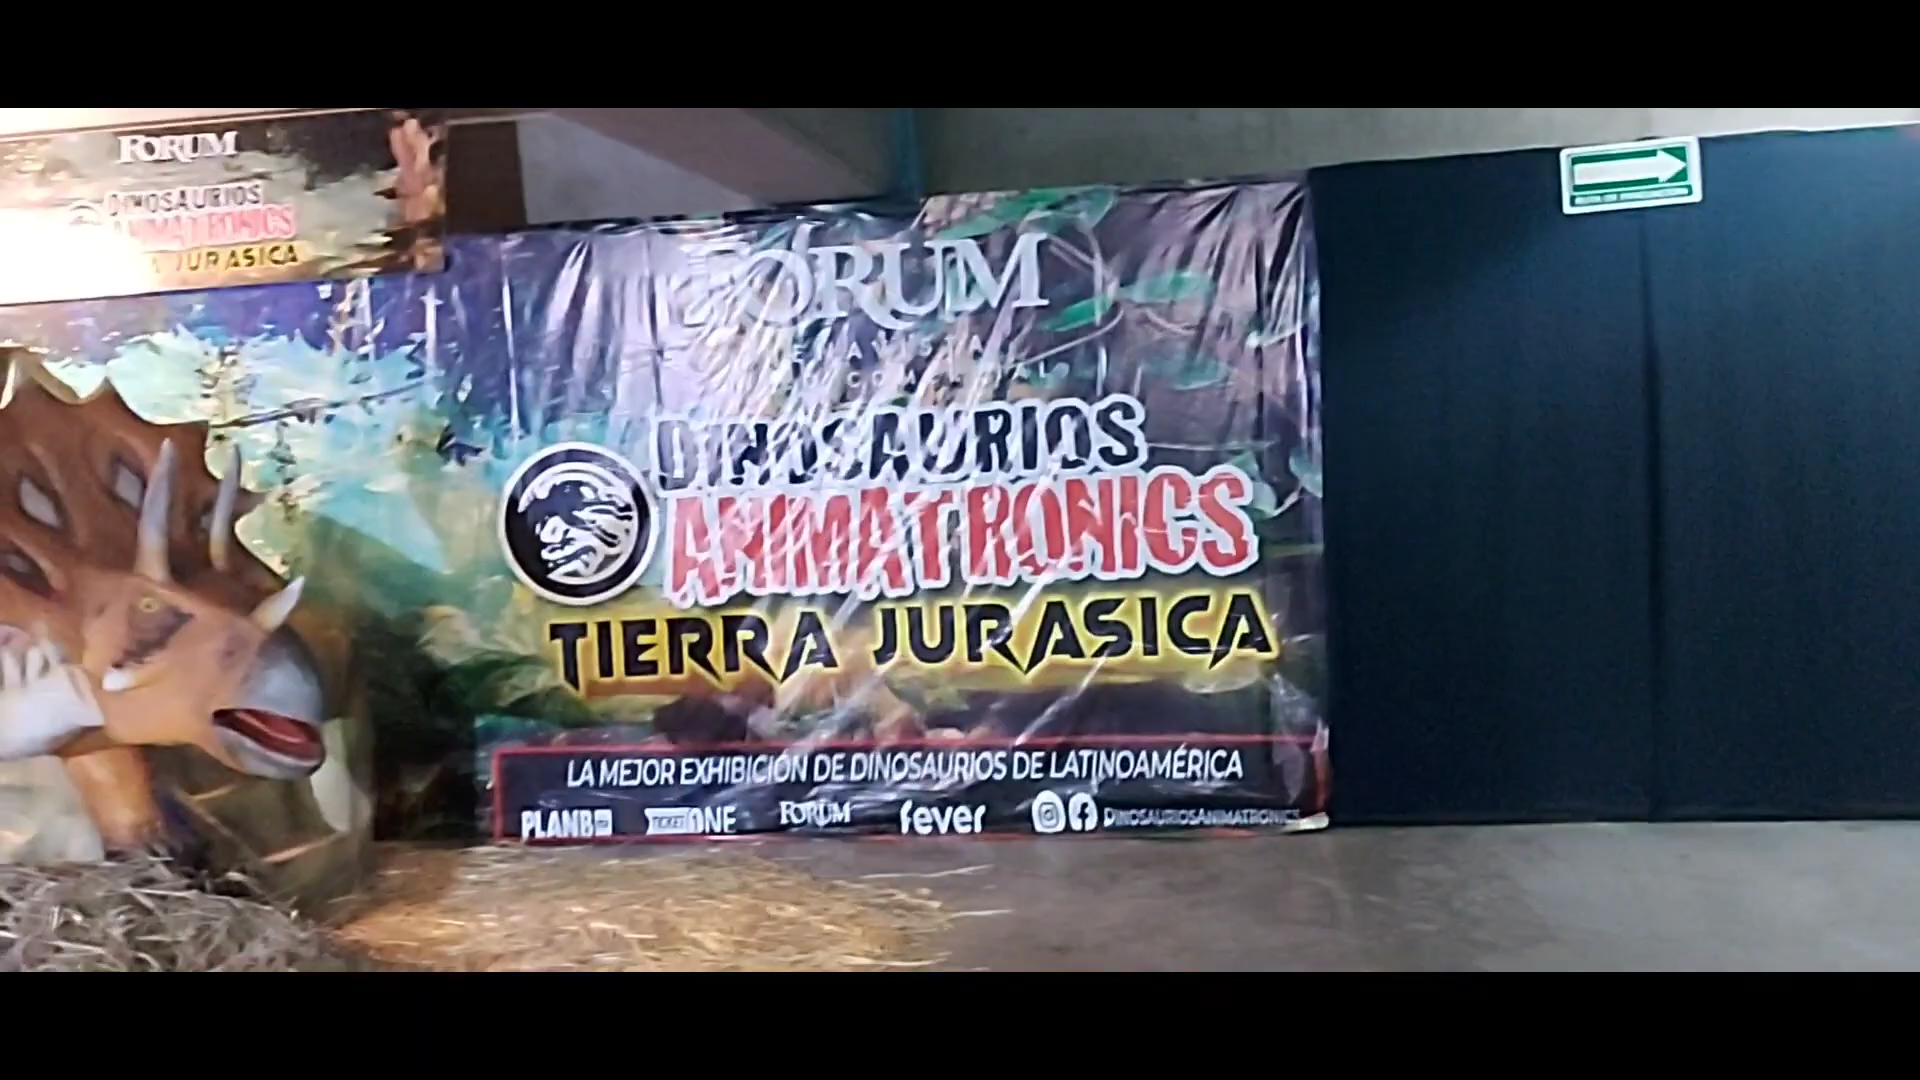 FORUM
DINOSAURIOS
ANIMATRONICS
JURASICA
FORUM
DINOSAURIOS
ANIMATRONICS
TIERRA JURASICA
LA MEJOR EXHIBICIÓN DE DINOSAURIOS DE LATINOAMÉRICA
PLANB TICKETONE FORUM fever DINOSAURIOSANIMATRONICS